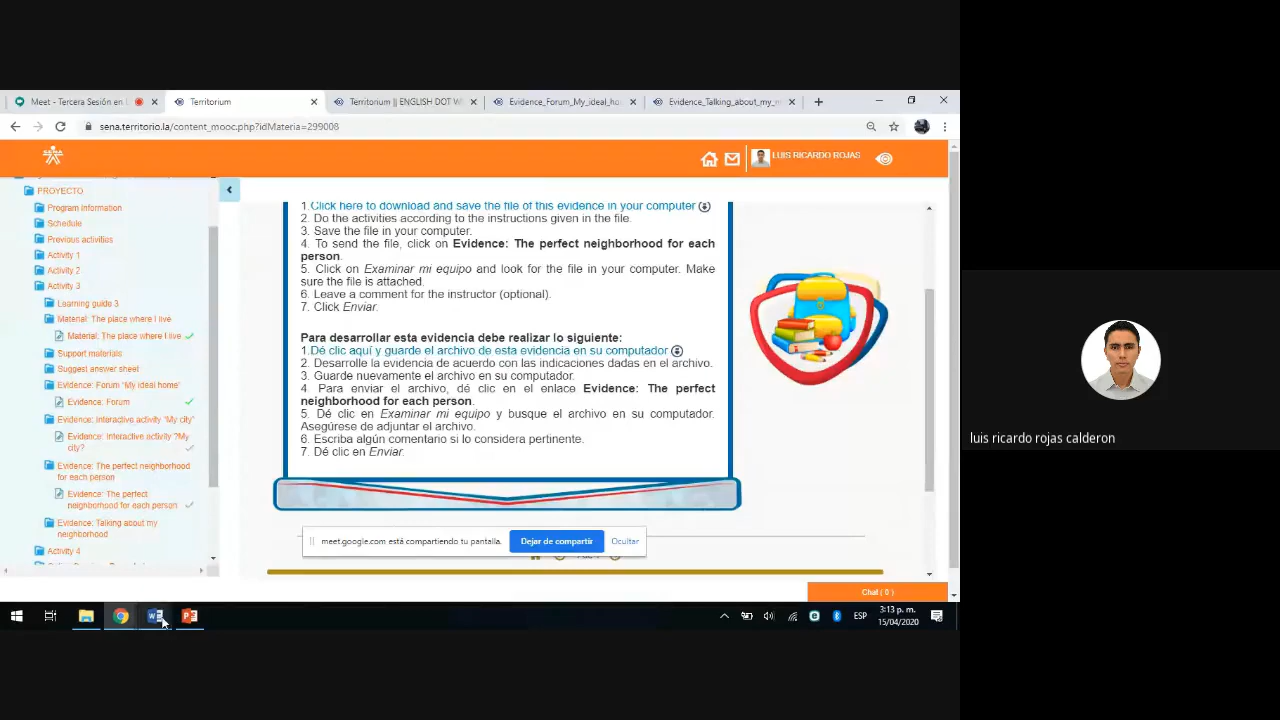 Meet - Tercera Sesión en
Territorium
Territorium || ENGLISH DOT W
Evidence_Forum_My_ideal_ho
Evidence_Talking_about_my_n
sena.territorio.la/content_mooc.php?idMateria=299008
LUIS RICARDO ROJAS
PROYECTO
Program Information
Schedule
Previous activities
Activity 1
Activity 2
Activity 3
Learning guide 3
Material: The place where I live
Material: The place where I live
Support materials
Suggest answer sheet
Evidence: Forum "My ideal home"
Evidence: Forum
Evidence: Interactive activity "My city"
Evidence: Interactive activity ?My
city?
Evidence: The perfect neighborhood
for each person
Evidence: The perfect
neighborhood for each person
Evidence: Talking about my
neighborhood
Activity 4
1.Click here to download and save the file of this evidence in your computer
2. Do the activities according to the instructions given in the file.
3. Save the file in your computer.
4. To send the file, click on Evidence: The perfect neighborhood for each
person.
5. Click on Examinar mi equipo and look for the file in your computer. Make
sure the file is attached.
6. Leave a comment for the instructor (optional).
7. Click Enviar.
Para desarrollar esta evidencia debe realizar lo siguiente:
1.Dé clic aquí y guarde el archivo de esta evidencia en su computador
2. Desarrolle la evidencia de acuerdo con las indicaciones dadas en el archivo.
3. Guarde nuevamente el archivo en su computador.
4. Para enviar el archivo, dé clic en el enlace Evidence: The perfect
neighborhood for each person.
5. Dé clic en Examinar mi equipo y busque el archivo en su computador.
Asegúrese de adjuntar el archivo.
6. Escriba algún comentario si lo considera pertinente.
7. Dé clic en Enviar.
meet.google.com está compartiendo tu pantalla.
Dejar de compartir
Ocultar
Chat ( 0 )
ESP
3:13 p. m.
15/04/2020
luis ricardo rojas calderon